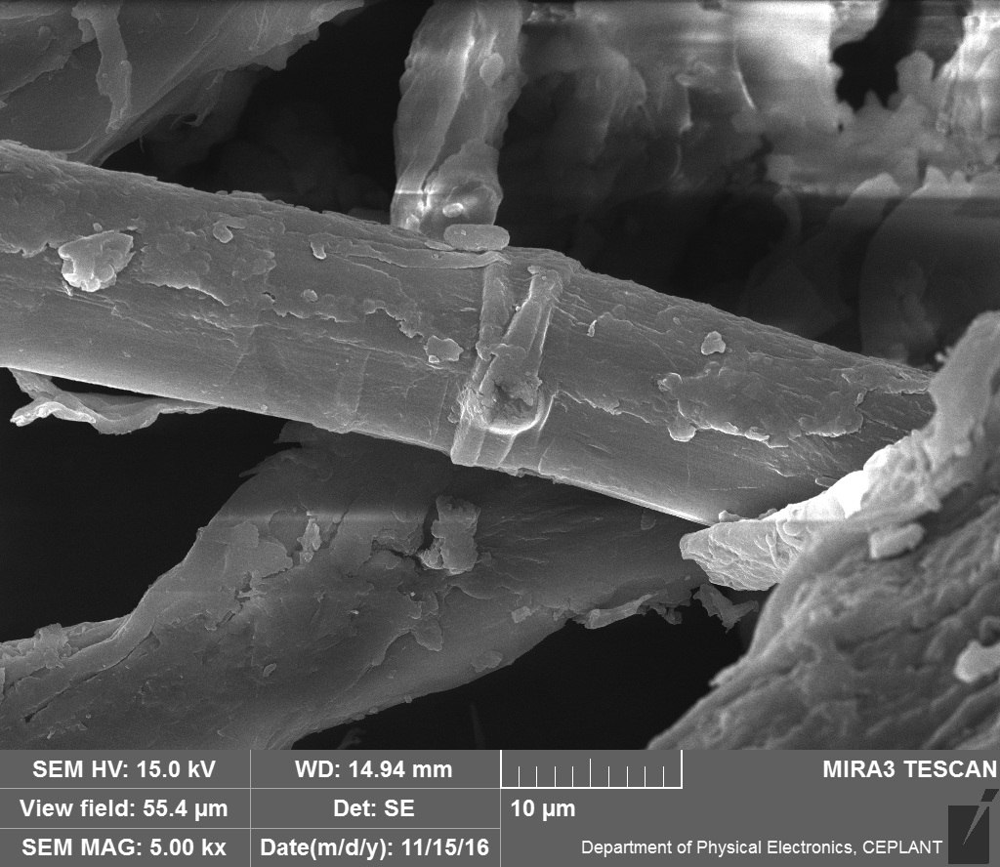 SEM HV: 15.0 kV
WD: 14.94 mm
MIRA3 TESCAN
View field: 55.4 µm
Det: SE
10 µm
SEM MAG: 5.00 kx
Date(m/d/y): 11/15/16
Department of Physical Electronics, CEPLANT